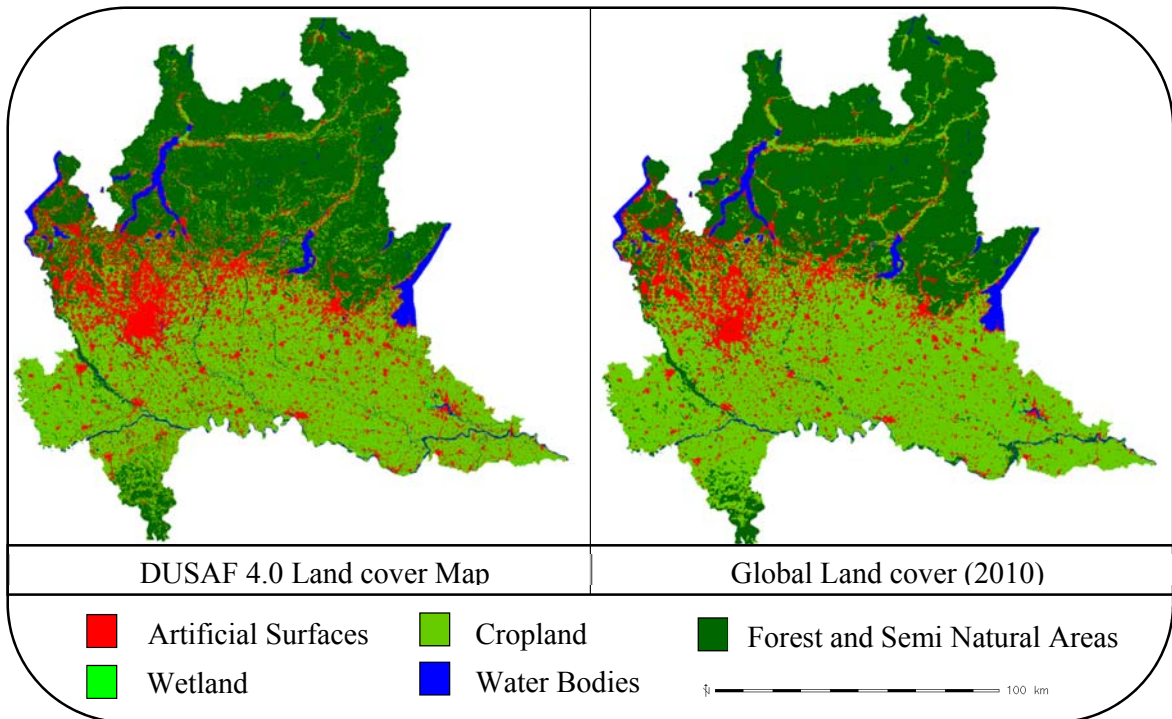 DUSAF 4.0 Land cover Map
Global Land cover (2010)
Artificial Surfaces
Cropland
Forest and Semi Natural Areas
Wetland
Water Bodies
N
100 km